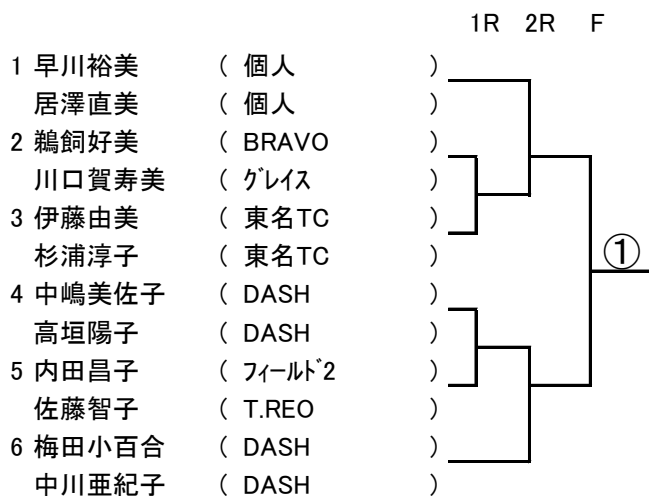 1R 2R F
1 早川裕美 ( 個人 )
居澤直美 ( 個人 )
2 鵜飼好美 ( BRAVO )
川口賀寿美 ( グレイス )
3 伊藤由美 ( 東名TC )
杉浦淳子 ( 東名TC )
①
4 中嶋美佐子 ( DASH )
高垣陽子 ( DASH )
5 内田昌子 ( フィールド2 )
佐藤智子 ( T.REO )
6 梅田小百合 ( DASH )
中川亜紀子 ( DASH )